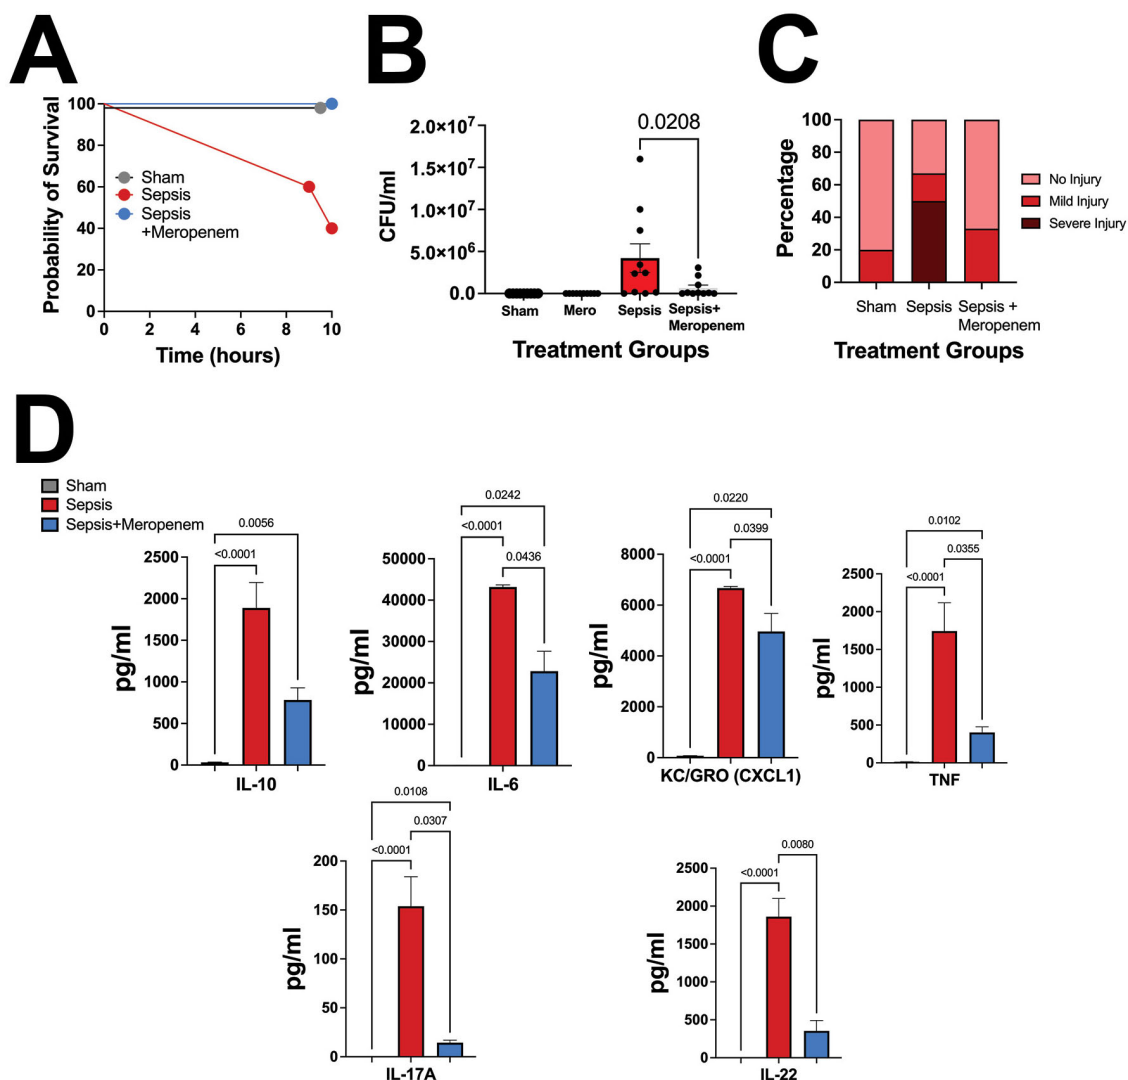 A
Probability of Survival
100
80
60
40
20
0
0 2 4 6 8 10
Time (hours)
Sham
Sepsis
Sepsis
+Meropenem
B
CFU/ml
2.0×10⁷
1.5×10⁷
1.0×10⁷
5.0×10⁶
0.0
0.0208
Sham Mero Sepsis Sepsis+
Meropenem
Treatment Groups
C
Percentage
100
80
60
40
20
0
Sham Sepsis Sepsis +
Meropenem
Treatment Groups
No Injury
Mild Injury
Severe Injury
D
Sham
Sepsis
Sepsis+Meropenem
0.0056
<0.0001
pg/ml
2500
2000
1500
1000
500
0
IL-10
0.0242
<0.0001
0.0436
pg/ml
50000
40000
30000
20000
10000
0
IL-6
0.0220
0.0399
<0.0001
pg/ml
8000
6000
4000
2000
0
KC/GRO (CXCL1)
0.0102
0.0355
<0.0001
pg/ml
2500
2000
1500
1000
500
0
TNF
0.0108
0.0307
<0.0001
pg/ml
200
150
100
50
0
IL-17A
0.0080
<0.0001
pg/ml
2500
2000
1500
1000
500
0
IL-22